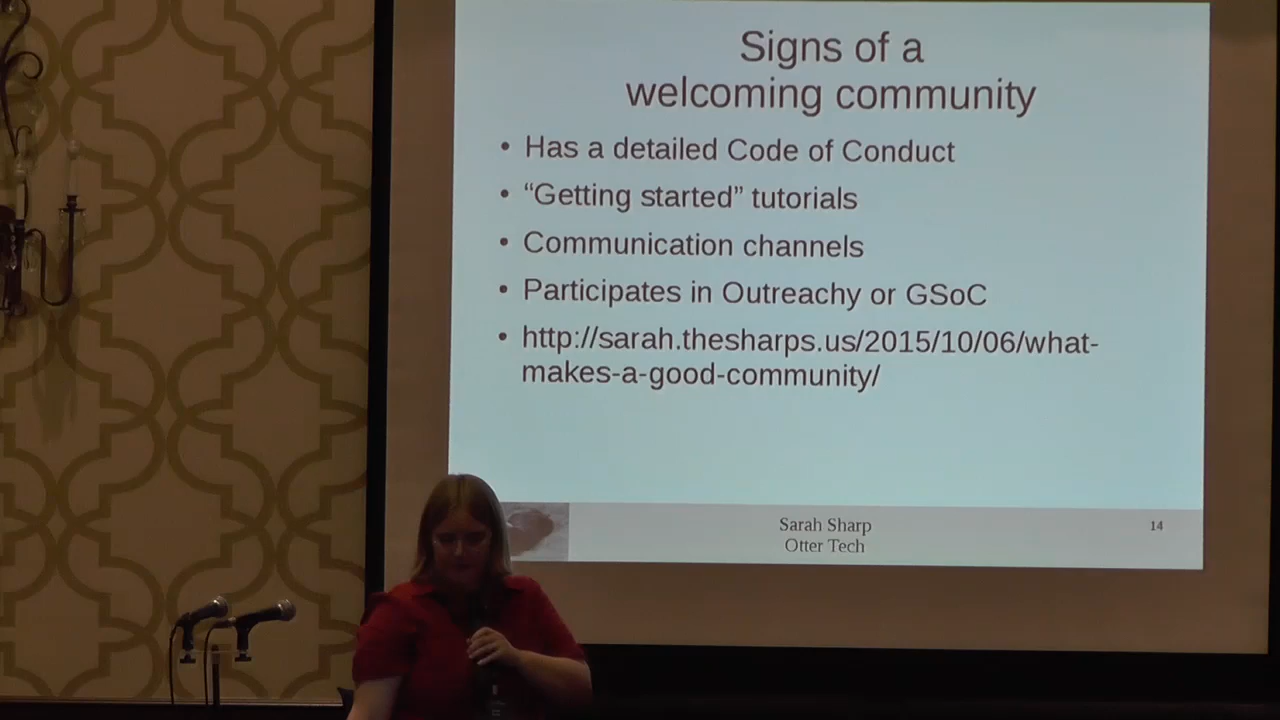 Signs of a
welcoming community
• Has a detailed Code of Conduct
• “Getting started” tutorials
• Communication channels
• Participates in Outreachy or GSoC
• http://sarah.thesharps.us/2015/10/06/what-
makes-a-good-community/
Sarah Sharp
Otter Tech
14